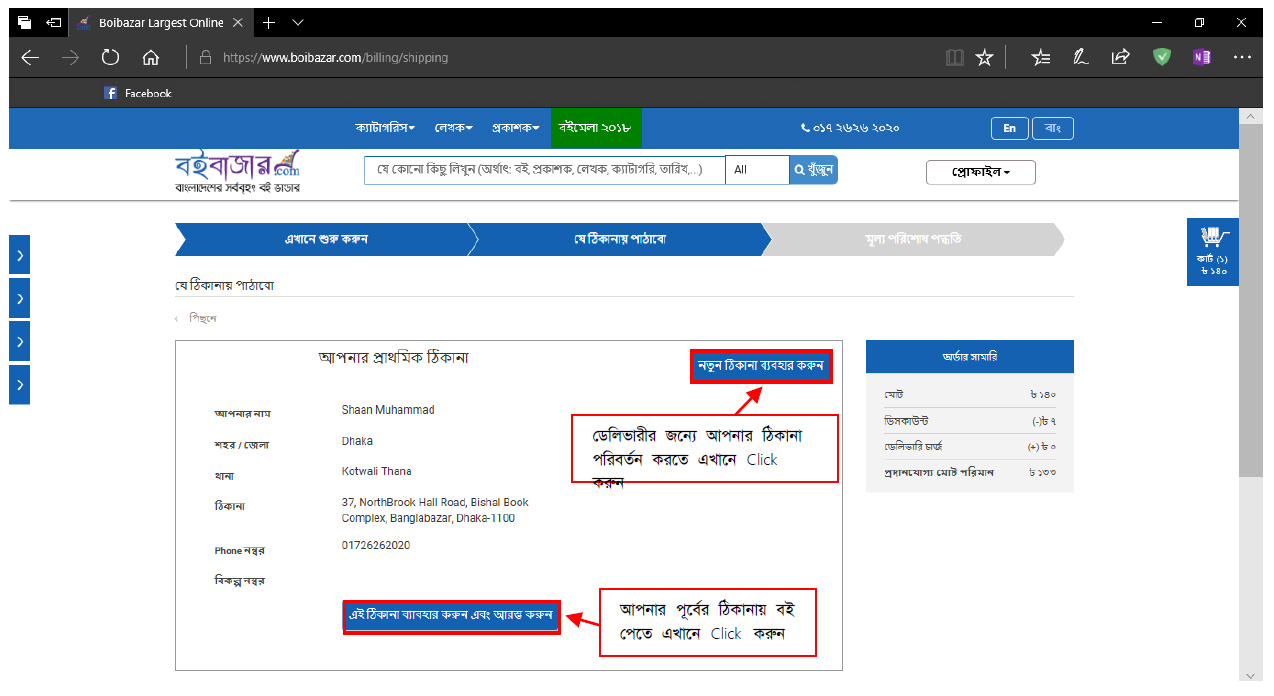 Boibazar Largest Online
https://www.boibazar.com/billing/shipping
Facebook
ক্যাটাগরিস লেখক প্রকাশক বইমেলা ২০১৮ ০১৭ ২৬২৬ ২০২০ En বাং
বইবাজার.com
বাংলাদেশের সর্ববৃহৎ বই ভান্ডার
যে কোনো কিছু লিখুন (অর্থাৎ: বই, প্রকাশক, লেখক, ক্যাটাগরি, তারিখ,...) All খুঁজুন
প্রোফাইল
এখানে শুরু করুন যে ঠিকানায় পাঠাবো মূল্য পরিশোধ পদ্ধতি
কার্ট (১)
৳ ১৪০
যে ঠিকানায় পাঠাবো
‹ পিছনে
আপনার প্রাথমিক ঠিকানা
নতুন ঠিকানা ব্যবহার করুন
আপনার নাম Shaan Muhammad
শহর / জেলা Dhaka
থানা Kotwali Thana
ঠিকানা 37, NorthBrook Hall Road, Bishal Book
Complex, Banglabazar, Dhaka-1100
Phone নম্বর 01726262020
বিকল্প নম্বর
ডেলিভারীর জন্যে আপনার ঠিকানা
পরিবর্তন করতে এখানে Click
করুন
এই ঠিকানা ব্যাবহার করুন এবং আরম্ভ করুন
আপনার পূর্বের ঠিকানায় বই
পেতে এখানে Click করুন
অর্ডার সামারি
মোট ৳ ১৪০
ডিসকাউন্ট (-)৳ ৭
ডেলিভারি চার্জ (+) ৳ ০
প্রদানযোগ্য মোট পরিমান ৳ ১৩৩